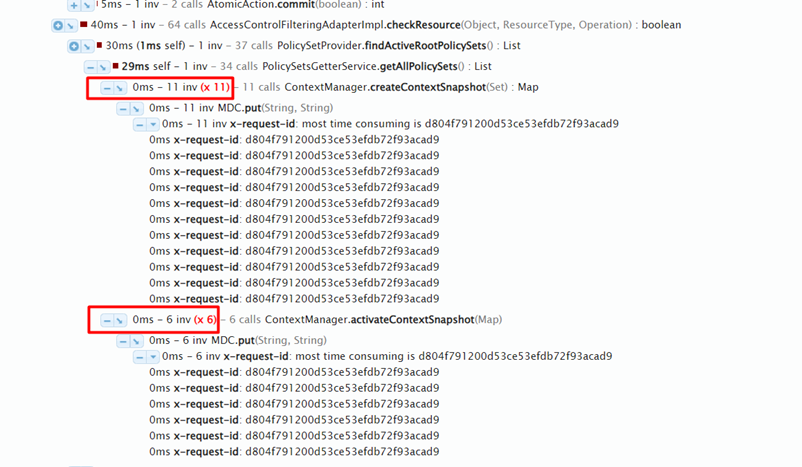 5ms – 1 inv – 2 calls AtomicAction.commit(boolean) : int
40ms – 1 inv – 64 calls AccessControlFilteringAdapterImpl.checkResource(Object, ResourceType, Operation) : boolean
30ms (1ms self) – 1 inv – 37 calls PolicySetProvider.findActiveRootPolicySets() : List
29ms self – 1 inv – 34 calls PolicySetsGetterService.getAllPolicySets() : List
0ms – 11 inv (x 11) – 11 calls ContextManager.createContextSnapshot(Set) : Map
0ms – 11 inv MDC.put(String, String)
0ms – 11 inv x-request-id: most time consuming is d804f791200d53ce53efdb72f93acad9
0ms x-request-id: d804f791200d53ce53efdb72f93acad9
0ms x-request-id: d804f791200d53ce53efdb72f93acad9
0ms x-request-id: d804f791200d53ce53efdb72f93acad9
0ms x-request-id: d804f791200d53ce53efdb72f93acad9
0ms x-request-id: d804f791200d53ce53efdb72f93acad9
0ms x-request-id: d804f791200d53ce53efdb72f93acad9
0ms x-request-id: d804f791200d53ce53efdb72f93acad9
0ms x-request-id: d804f791200d53ce53efdb72f93acad9
0ms x-request-id: d804f791200d53ce53efdb72f93acad9
0ms x-request-id: d804f791200d53ce53efdb72f93acad9
0ms x-request-id: d804f791200d53ce53efdb72f93acad9
0ms – 6 inv (x 6) – 6 calls ContextManager.activateContextSnapshot(Map)
0ms – 6 inv MDC.put(String, String)
0ms – 6 inv x-request-id: most time consuming is d804f791200d53ce53efdb72f93acad9
0ms x-request-id: d804f791200d53ce53efdb72f93acad9
0ms x-request-id: d804f791200d53ce53efdb72f93acad9
0ms x-request-id: d804f791200d53ce53efdb72f93acad9
0ms x-request-id: d804f791200d53ce53efdb72f93acad9
0ms x-request-id: d804f791200d53ce53efdb72f93acad9
0ms x-request-id: d804f791200d53ce53efdb72f93acad9